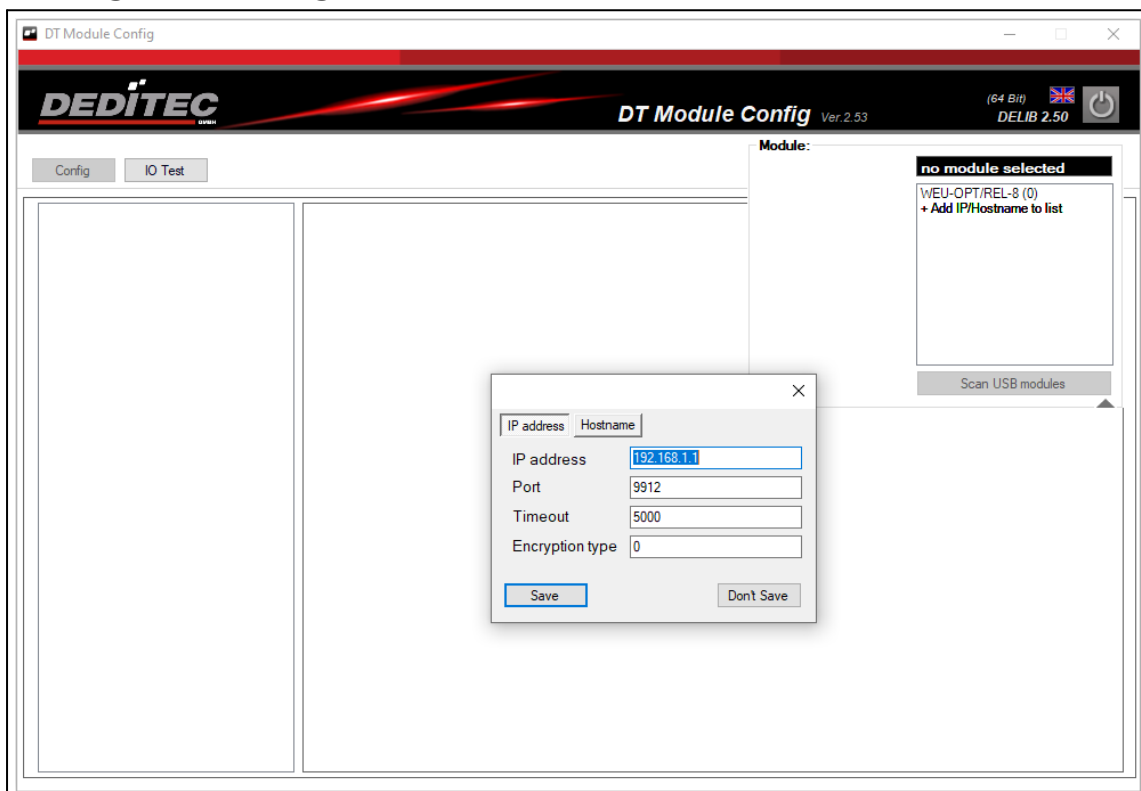 DT Module Config
DEDITEC
GMBH
DT Module Config Ver.2.53
(64 Bit)
DELIB 2.50
Config
IO Test
Module:
no module selected
WEU-OPT/REL-8 (0)
+ Add IP/Hostname to list
Scan USB modules
IP address Hostname
IP address 192.168.1.1
Port 9912
Timeout 5000
Encryption type 0
Save Don't Save